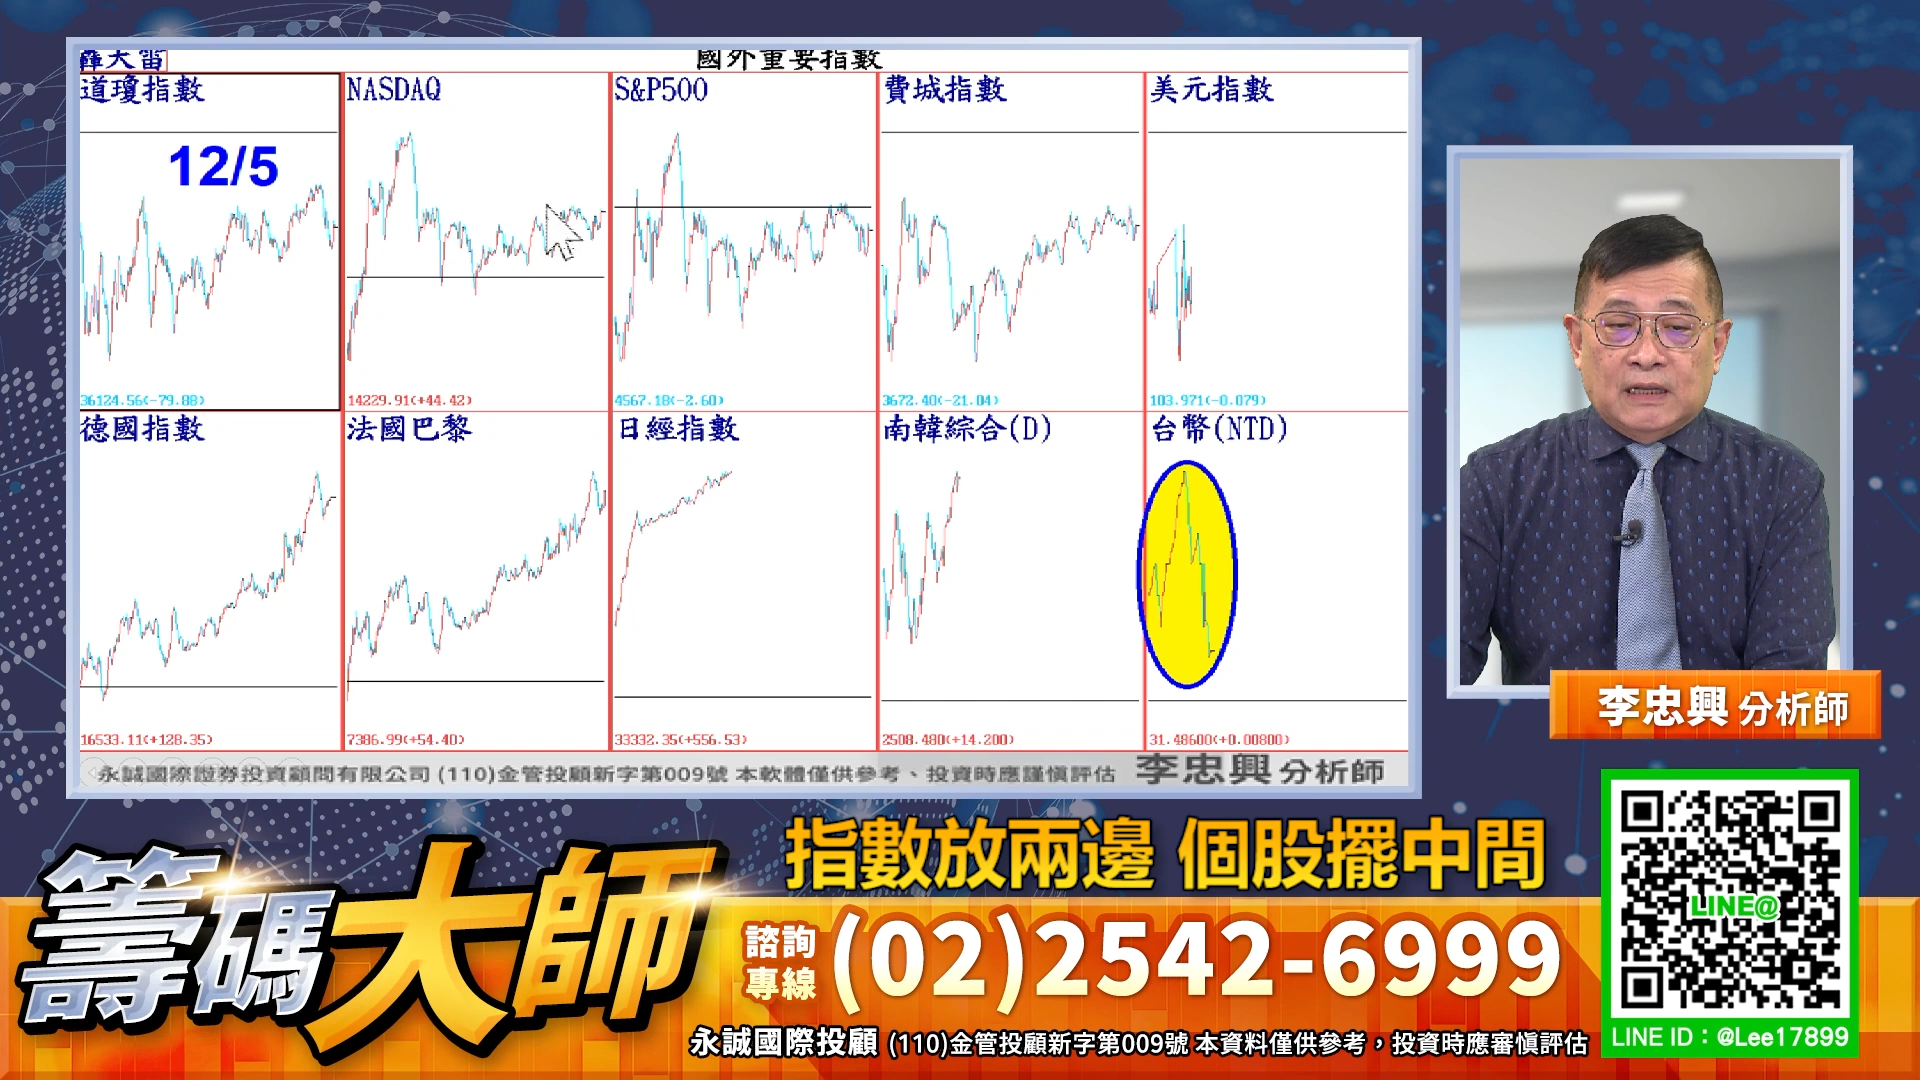 轟天雷
國外重要指數
道瓊指數
NASDAQ
S&P500
費城指數
美元指數
12/5
36124.56(-79.88)
14229.91(+44.42)
4567.18(-2.60)
3672.40(-21.04)
103.971(-0.079)
德國指數
法國巴黎
日經指數
南韓綜合(D)
台幣(NTD)
16533.11(+128.35)
7386.99(+54.40)
33332.35(+556.53)
2508.480(+14.200)
31.48600(+0.00800)
永誠國際證券投資顧問有限公司 (110)金管投顧新字第009號 本軟體僅供參考、投資時應謹慎評估
李忠興 分析師
李忠興 分析師
指數放兩邊 個股擺中間
籌碼大師
諮詢專線 (02)2542-6999
永誠國際投顧 (110)金管投顧新字第009號 本資料僅供參考，投資時應審慎評估
LINE@
LINE ID：@Lee17899